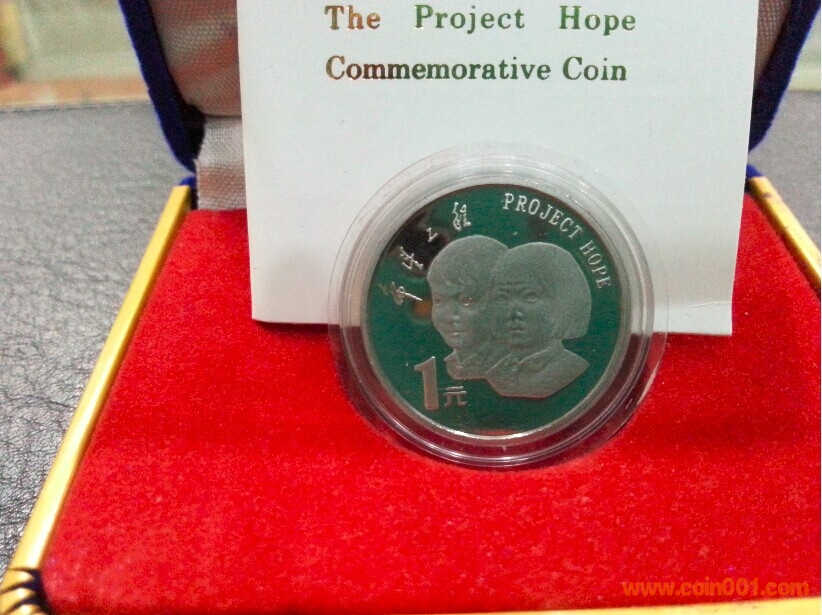 The Project Hope
Commemorative Coin
PROJECT HOPE
1元
www.coin001.com